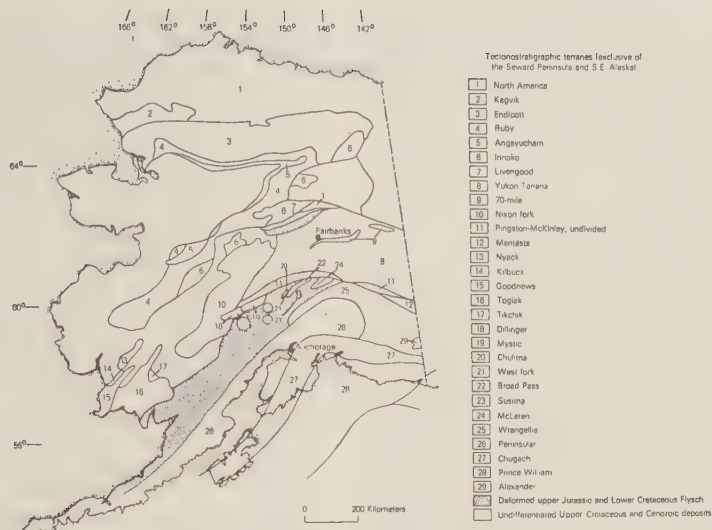 166° 162° 158° 154° 150° 146° 142°
64°
60°
56°
Fairbanks
Anchorage
0 200 Kilometers
Tectonostratigraphic terranes (exclusive of
the Seward Peninsula and S.E. Alaska)
1 North America
2 Kagvik
3 Endicott
4 Ruby
5 Angayucham
6 Innoko
7 Livengood
8 Yukon Tanana
9 70-mile
10 Nixon fork
11 Pingston-McKinley, undivided
12 Mentasta
13 Nyack
14 Kilbuck
15 Goodnews
16 Togiak
17 Tikchik
18 Dillinger
19 Mystic
20 Chulitna
21 West fork
22 Broad Pass
23 Susitna
24 McLaren
25 Wrangellia
26 Peninsular
27 Chugach
28 Prince William
29 Alexander
Deformed upper Jurassic and Lower Cretaceous Flysch
Undifferentiated Upper Cretaceous and Cenozoic deposits